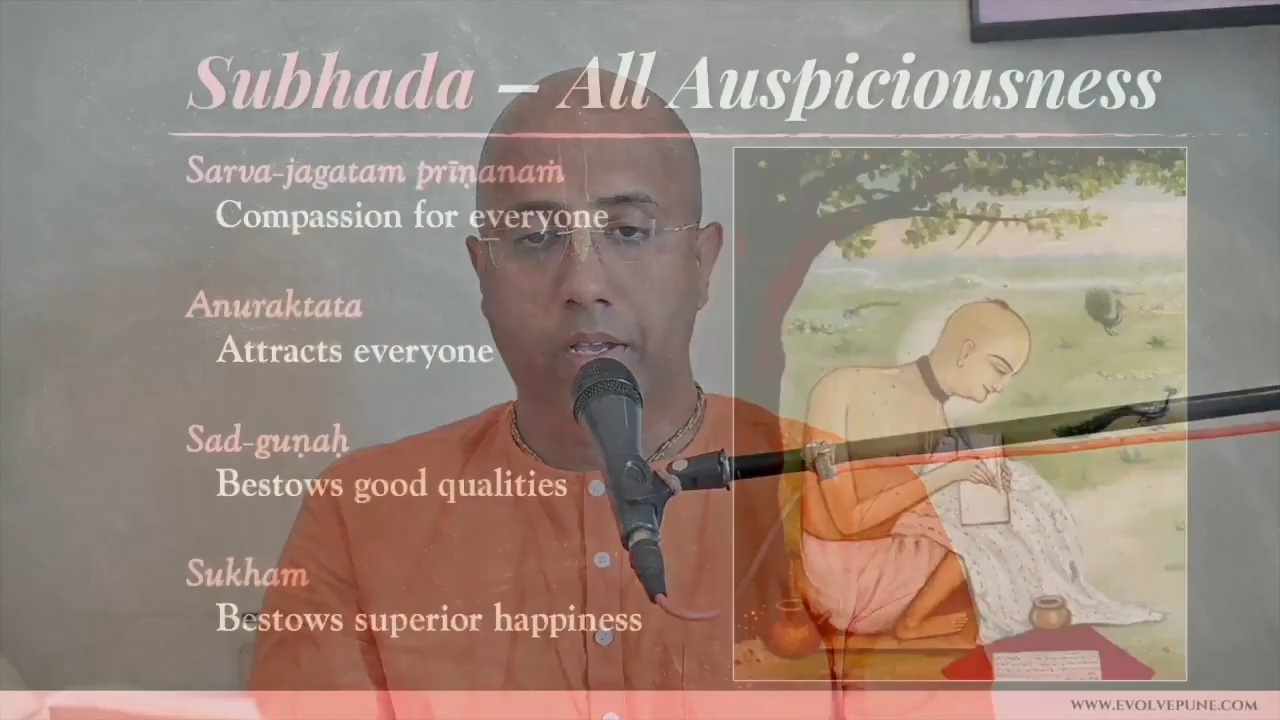 Subhada – All Auspiciousness
Sarva-jagatam prīṇanaṁ
Compassion for everyone
Anuraktata
Attracts everyone
Sad-guṇaḥ
Bestows good qualities
Sukham
Bestows superior happiness
WWW.EVOLVEPUNE.COM